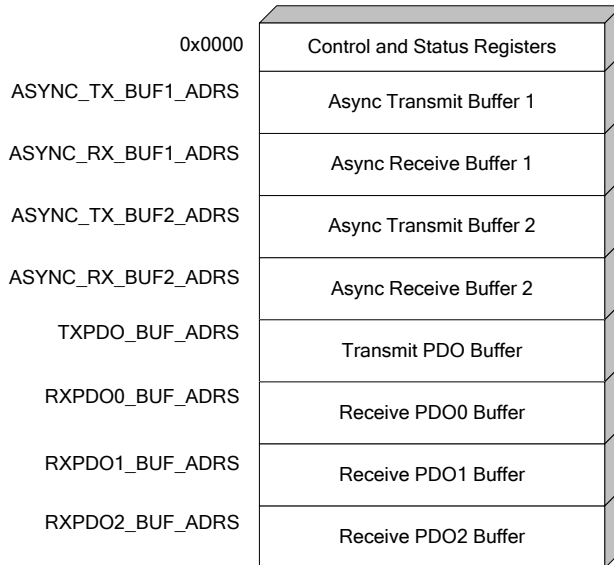 0x0000 Control and Status Registers
ASYNC_TX_BUF1_ADRS Async Transmit Buffer 1
ASYNC_RX_BUF1_ADRS Async Receive Buffer 1
ASYNC_TX_BUF2_ADRS Async Transmit Buffer 2
ASYNC_RX_BUF2_ADRS Async Receive Buffer 2
TXPDO_BUF_ADRS Transmit PDO Buffer
RXPDO0_BUF_ADRS Receive PDO0 Buffer
RXPDO1_BUF_ADRS Receive PDO1 Buffer
RXPDO2_BUF_ADRS Receive PDO2 Buffer